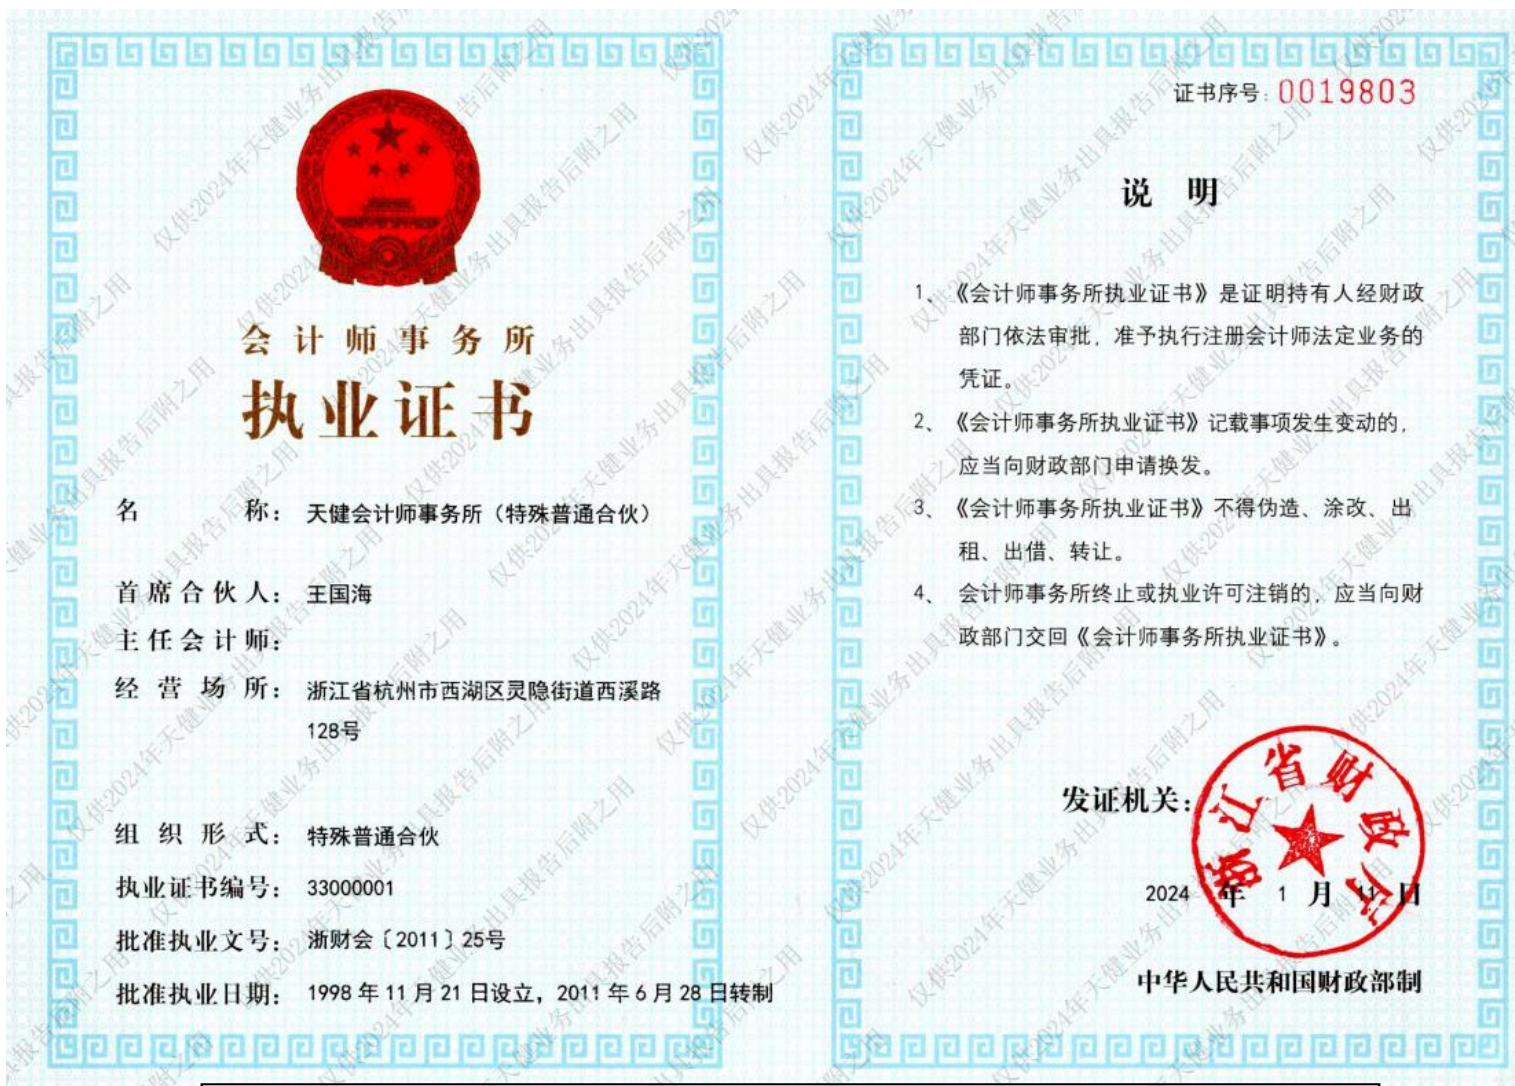 会计师事务所
执业证书
名 称：天健会计师事务所（特殊普通合伙）
首席合伙人：王国海
主任会计师：
经营场所：浙江省杭州市西湖区灵隐街道西溪路
128号
组织形式：特殊普通合伙
执业证书编号：33000001
批准执业文号：浙财会〔2011〕25号
批准执业日期：1998年11月21日设立，2011年6月28日转制
证书序号：0019803
说 明
1、《会计师事务所执业证书》是证明持有人经财政
部门依法审批，准予执行注册会计师法定业务的
凭证。
2、《会计师事务所执业证书》记载事项发生变动的，
应当向财政部门申请换发。
3、《会计师事务所执业证书》不得伪造、涂改、出
租、出借、转让。
4、会计师事务所终止或执业许可注销的，应当向财
政部门交回《会计师事务所执业证书》。
发证机关：
浙江省财政厅
2024年1月11日
中华人民共和国财政部制
仅供2024年天健业务出具报告后附之用